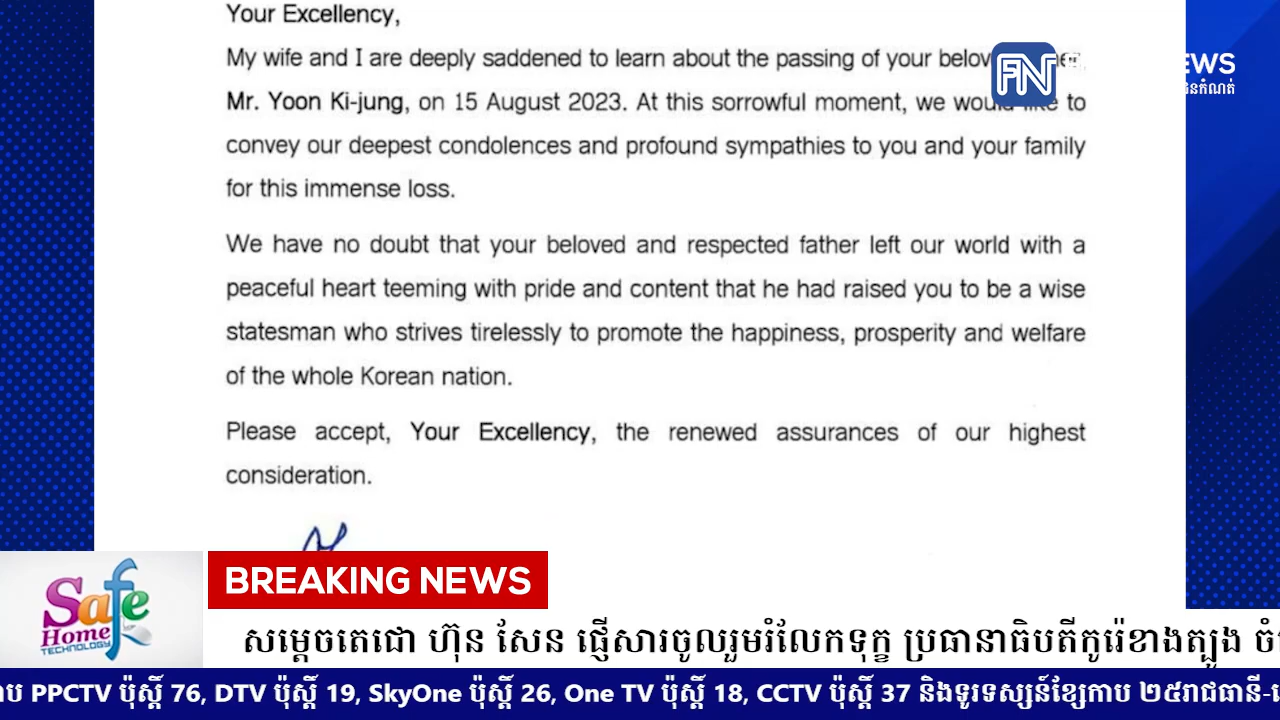 Your Excellency,
My wife and I are deeply saddened to learn about the passing of your
Mr. Yoon Ki-jung, on 15 August 2023. At this sorrowful moment, we would like to
convey our deepest condolences and profound sympathies to you and your family
for this immense loss.
We have no doubt that your beloved and respected father left our world with a
peaceful heart teeming with pride and content that he had raised you to be a wise
statesman who strives tirelessly to promote the happiness, prosperity and welfare
of the whole Korean nation.
Please accept, Your Excellency, the renewed assurances of our highest
consideration.
FN
Safe
Home
TECHNOLOGY
BREAKING NEWS
សម្តេចតេជោ ហ៊ុន សែន ផ្ញើសារចូលរួមរំលែកទុក្ខ ប្រធានាធិបតីកូរ៉េខាងត្បូង
PPCTV ប៉ុស្តិ៍ 76, DTV ប៉ុស្តិ៍ 19, SkyOne ប៉ុស្តិ៍ 26, One TV ប៉ុស្តិ៍ 18, CCTV ប៉ុស្តិ៍ 37 និងទូរទស្សន៍ខ្សែកាប ២៥រាជធានី-